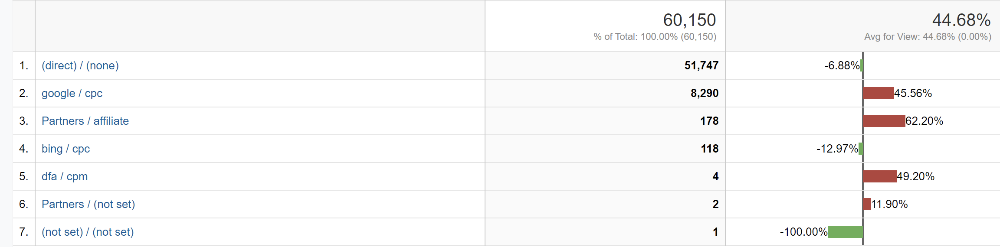 60,150
% of Total: 100.00% (60,150)
44.68%
Avg for View: 44.68% (0.00%)
1. (direct) / (none) 51,747 -6.88%
2. google / cpc 8,290 45.56%
3. Partners / affiliate 178 62.20%
4. bing / cpc 118 -12.97%
5. dfa / cpm 4 49.20%
6. Partners / (not set) 2 11.90%
7. (not set) / (not set) 1 -100.00%